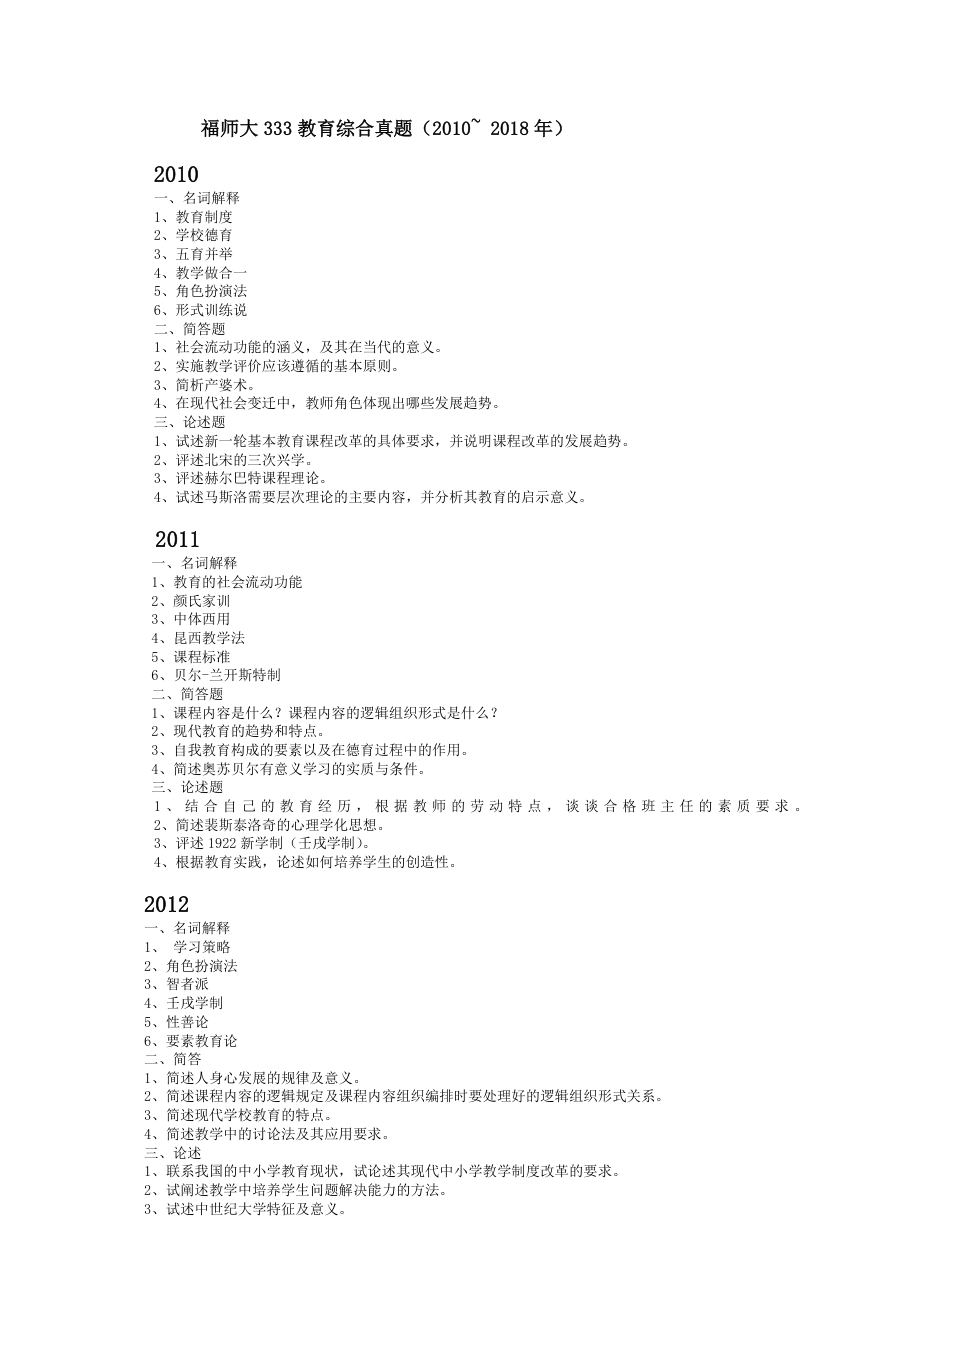 福师大 333 教育综合真题（2010~ 2018 年）
2010
一、名词解释
1、教育制度
2、学校德育
3、五育并举
4、教学做合一
5、角色扮演法
6、形式训练说
二、简答题
1、社会流动功能的涵义，及其在当代的意义。
2、实施教学评价应该遵循的基本原则。
3、简析产婆术。
4、在现代社会变迁中，教师角色体现出哪些发展趋势。
三、论述题
1、试述新一轮基本教育课程改革的具体要求，并说明课程改革的发展趋势。
2、评述北宋的三次兴学。
3、评述赫尔巴特课程理论。
4、试述马斯洛需要层次理论的主要内容，并分析其教育的启示意义。
2011
一、名词解释
1、教育的社会流动功能
2、颜氏家训
3、中体西用
4、昆西教学法
5、课程标准
6、贝尔-兰开斯特制
二、简答题
1、课程内容是什么？课程内容的逻辑组织形式是什么？
2、现代教育的趋势和特点。
3、自我教育构成的要素以及在德育过程中的作用。
4、简述奥苏贝尔有意义学习的实质与条件。
三、论述题
1、结合自己的教育经历，根据教师的劳动特点，谈谈合格班主任的素质要求。
2、简述裴斯泰洛奇的心理学化思想。
3、评述 1922 新学制（壬戌学制）。
4、根据教育实践，论述如何培养学生的创造性。
2012
一、名词解释
1、 学习策略
2、角色扮演法
3、智者派
4、壬戌学制
5、性善论
6、要素教育论
二、简答
1、简述人身心发展的规律及意义。
2、简述课程内容的逻辑规定及课程内容组织编排时要处理好的逻辑组织形式关系。
3、简述现代学校教育的特点。
4、简述教学中的讨论法及其应用要求。
三、论述
1、联系我国的中小学教育现状，试论述其现代中小学教学制度改革的要求。
2、试阐述教学中培养学生问题解决能力的方法。
3、试述中世纪大学特征及意义。